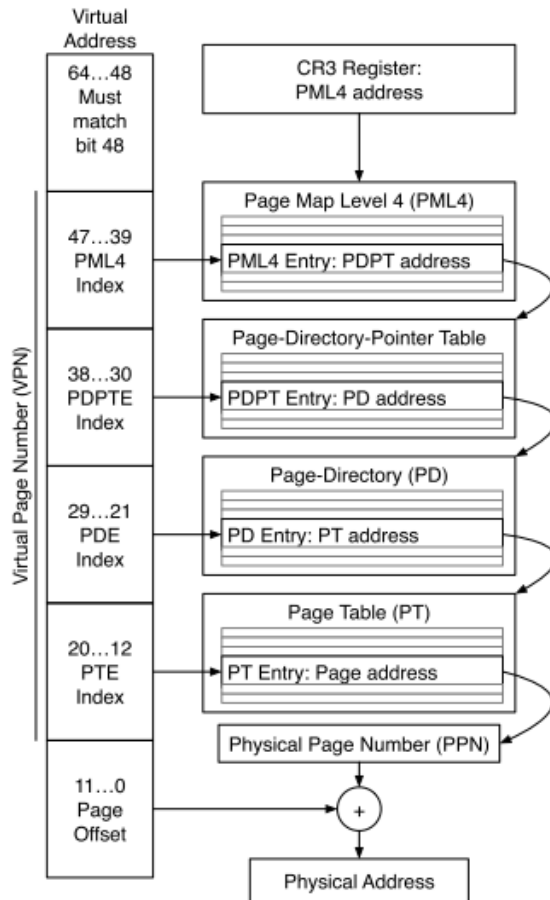 Virtual
Address
64...48
Must
match
bit 48
CR3 Register:
PML4 address
Virtual Page Number (VPN)
47...39
PML4
Index
Page Map Level 4 (PML4)
PML4 Entry: PDPT address
38...30
PDPTE
Index
Page-Directory-Pointer Table
PDPT Entry: PD address
29...21
PDE
Index
Page-Directory (PD)
PD Entry: PT address
20...12
PTE
Index
Page Table (PT)
PT Entry: Page address
Physical Page Number (PPN)
11...0
Page
Offset
+
Physical Address